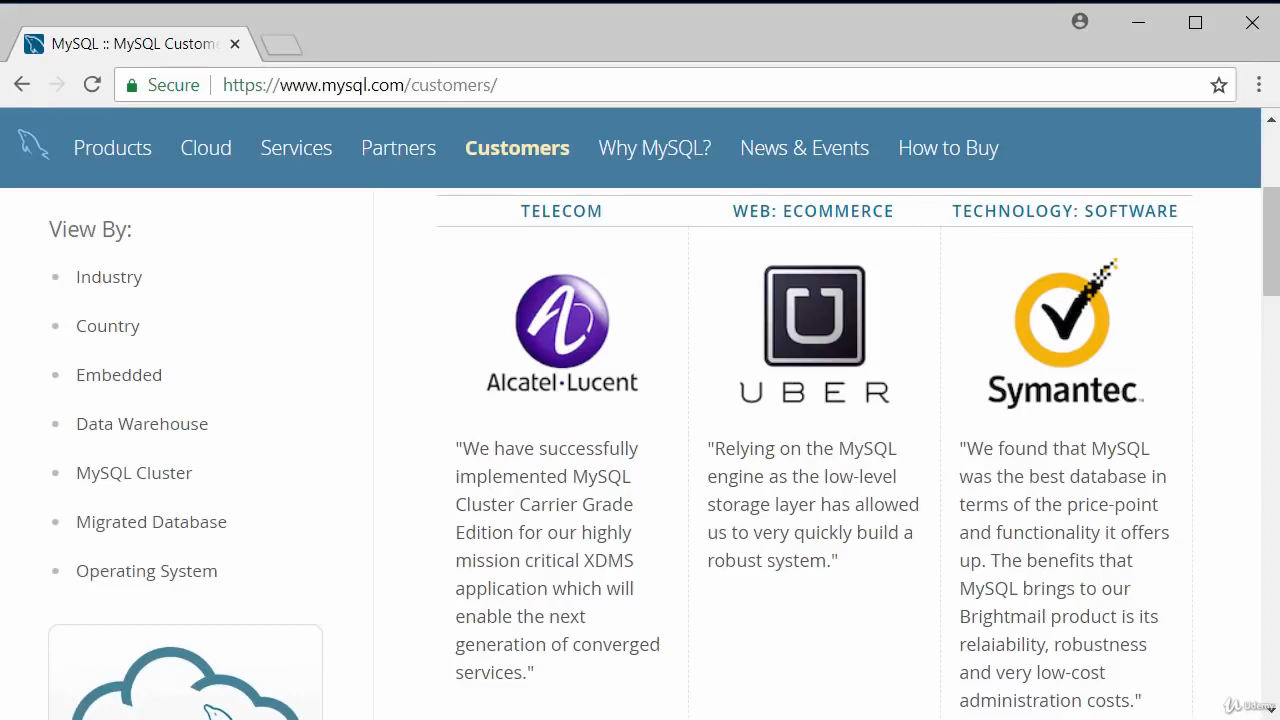 MySQL :: MySQL Custom
Secure
https://www.mysql.com/customers/
Products
Cloud
Services
Partners
Customers
Why MySQL?
News & Events
How to Buy
View By:
Industry
Country
Embedded
Data Warehouse
MySQL Cluster
Migrated Database
Operating System
TELECOM
Alcatel·Lucent
"We have successfully
implemented MySQL
Cluster Carrier Grade
Edition for our highly
mission critical XDMS
application which will
enable the next
generation of converged
services."
WEB: ECOMMERCE
UBER
"Relying on the MySQL
engine as the low-level
storage layer has allowed
us to very quickly build a
robust system."
TECHNOLOGY: SOFTWARE
Symantec™
"We found that MySQL
was the best database in
terms of the price-point
and functionality it offers
up. The benefits that
MySQL brings to our
Brightmail product is its
relaiability, robustness
and very low-cost
administration costs."
Udemy